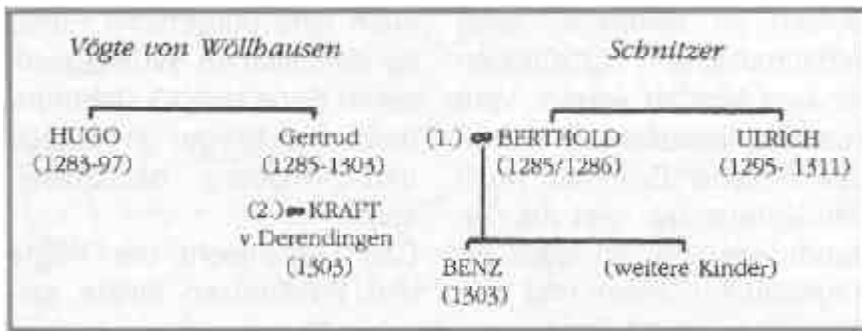 Vögte von Wöllhausen Schnitzer
HUGO Gertrud (1.) ⚭ BERTHOLD ULRICH
(1283-97) (1285-1303) (1285/1286) (1295- 1311)
(2.) ⚭ KRAFT
v.Derendingen
(1303) BENZ (weitere Kinder)
(1303)